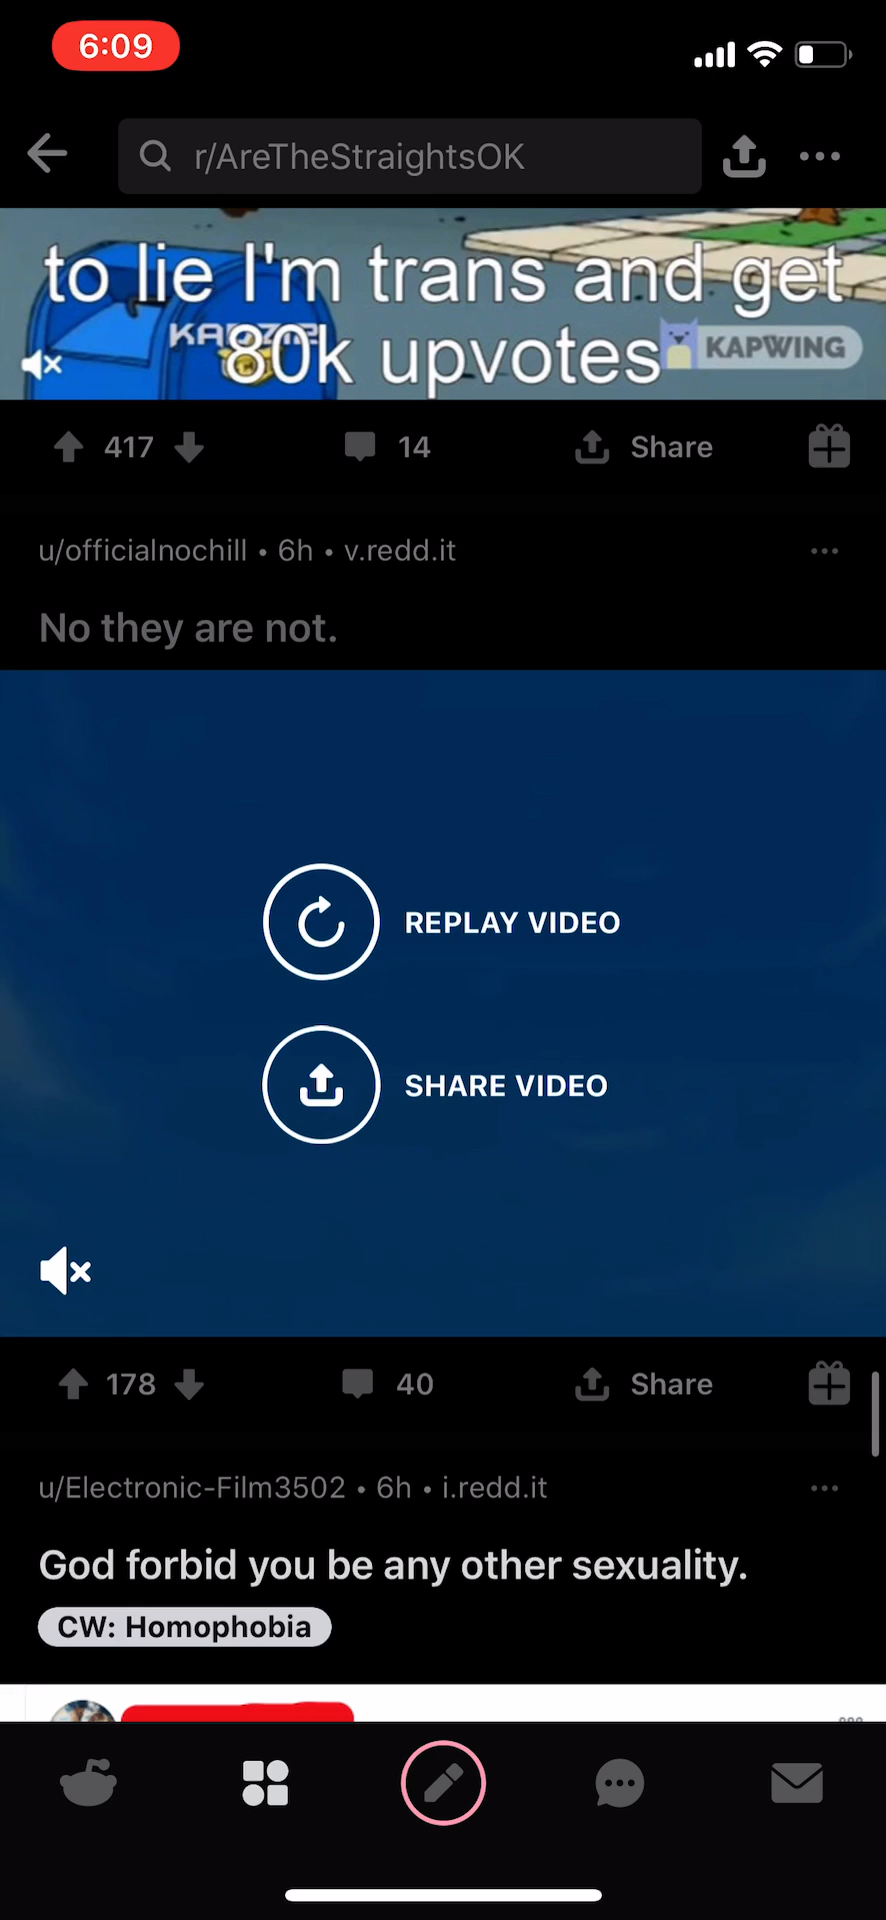 6:09
r/AreTheStraightsOK
to lie I'm trans and get
80k upvotes
KAPWING
417
14
Share
u/officialnochill • 6h • v.redd.it
No they are not.
REPLAY VIDEO
SHARE VIDEO
178
40
Share
u/Electronic-Film3502 • 6h • i.redd.it
God forbid you be any other sexuality.
CW: Homophobia